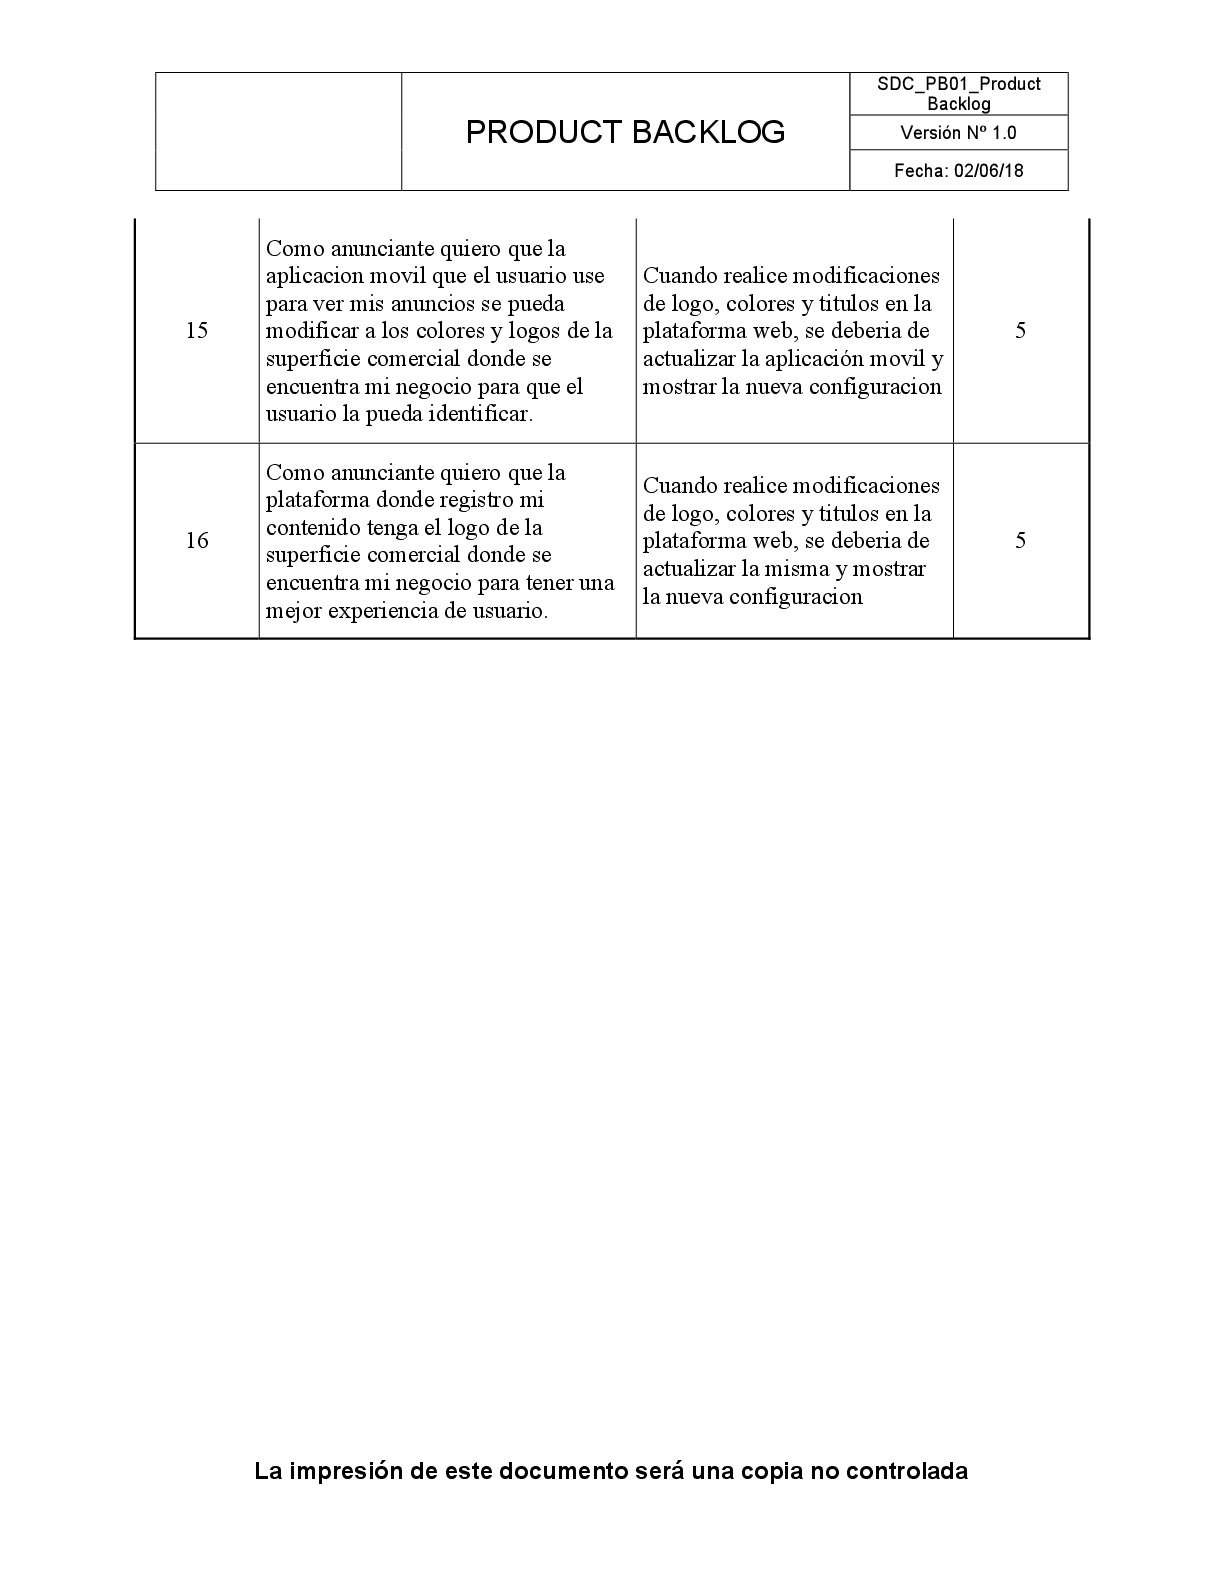 PRODUCT BACKLOG
SDC_PB01_Product
Backlog
Versión Nº 1.0
Fecha: 02/06/18
15
Como anunciante quiero que la
aplicacion movil que el usuario use
para ver mis anuncios se pueda
modificar a los colores y logos de la
superficie comercial donde se
encuentra mi negocio para que el
usuario la pueda identificar.
Cuando realice modificaciones
de logo, colores y titulos en la
plataforma web, se deberia de
actualizar la aplicación movil y
mostrar la nueva configuracion
5
16
Como anunciante quiero que la
plataforma donde registro mi
contenido tenga el logo de la
superficie comercial donde se
encuentra mi negocio para tener una
mejor experiencia de usuario.
Cuando realice modificaciones
de logo, colores y titulos en la
plataforma web, se deberia de
actualizar la misma y mostrar
la nueva configuracion
5
La impresión de este documento será una copia no controlada